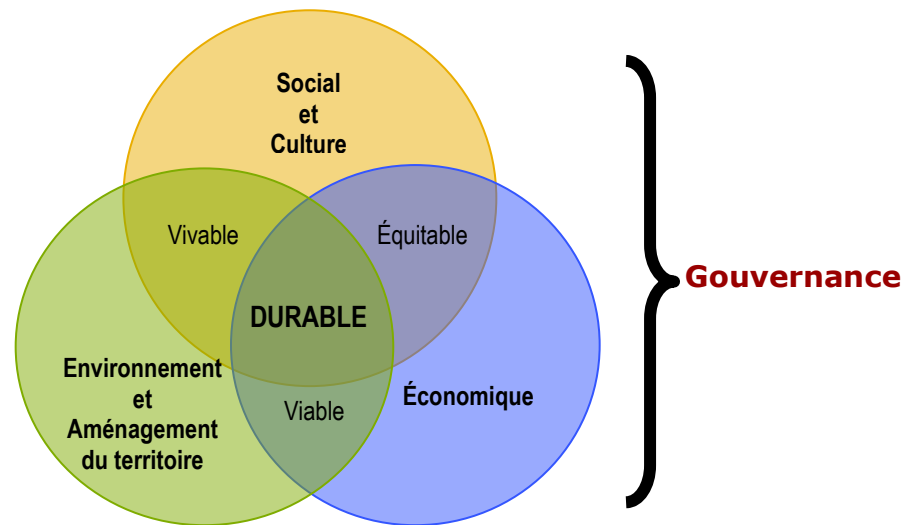 Social
et
Culture
Vivable
Équitable
Gouvernance
DURABLE
Environnement
et
Aménagement
du territoire
Économique
Viable